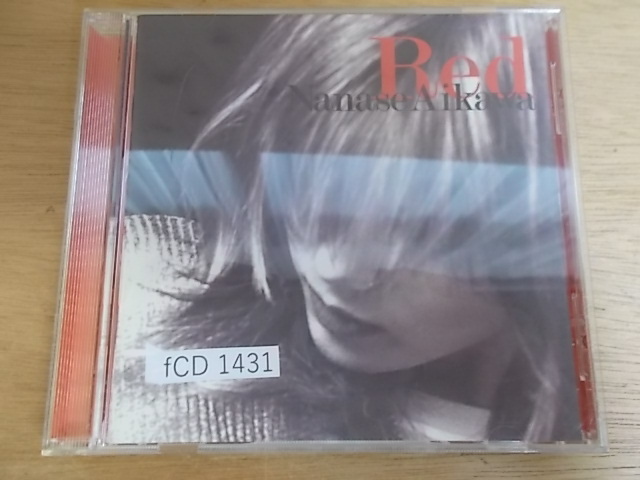 Red
Nanase Aikawa
fCD 1431